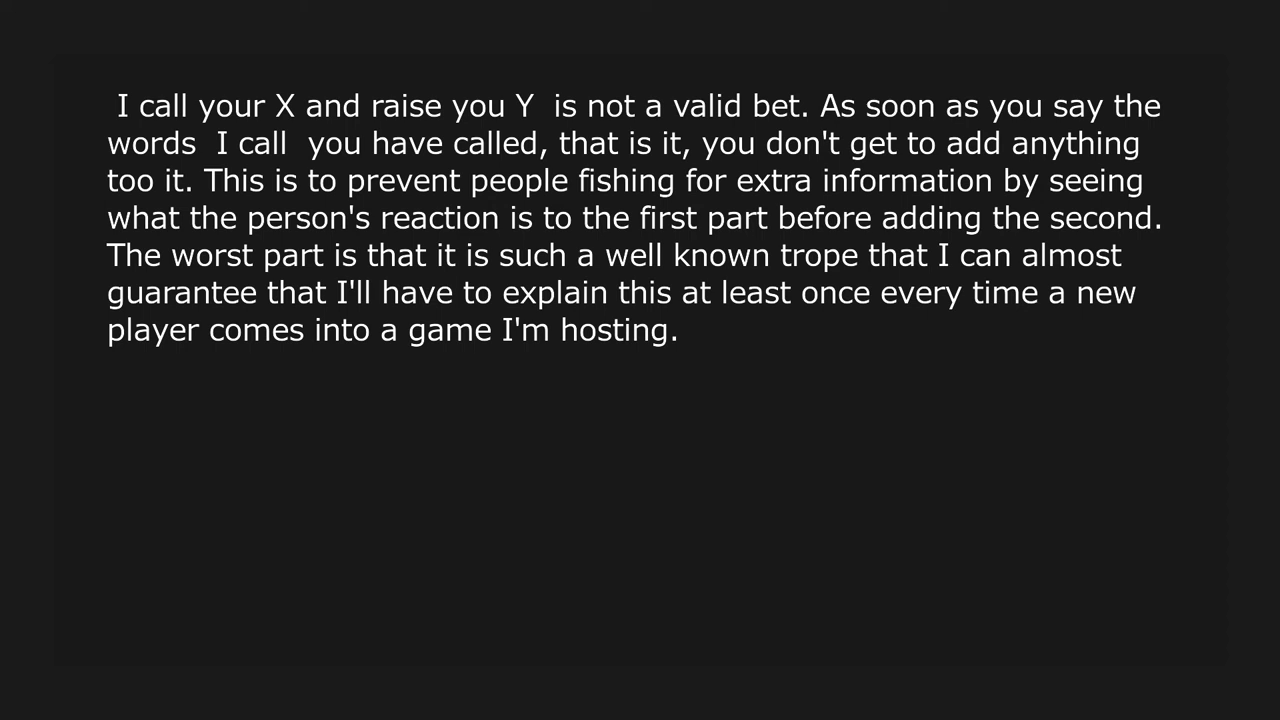 I call your X and raise you Y  is not a valid bet. As soon as you say the
words  I call  you have called, that is it, you don't get to add anything
too it. This is to prevent people fishing for extra information by seeing
what the person's reaction is to the first part before adding the second.
The worst part is that it is such a well known trope that I can almost
guarantee that I'll have to explain this at least once every time a new
player comes into a game I'm hosting.